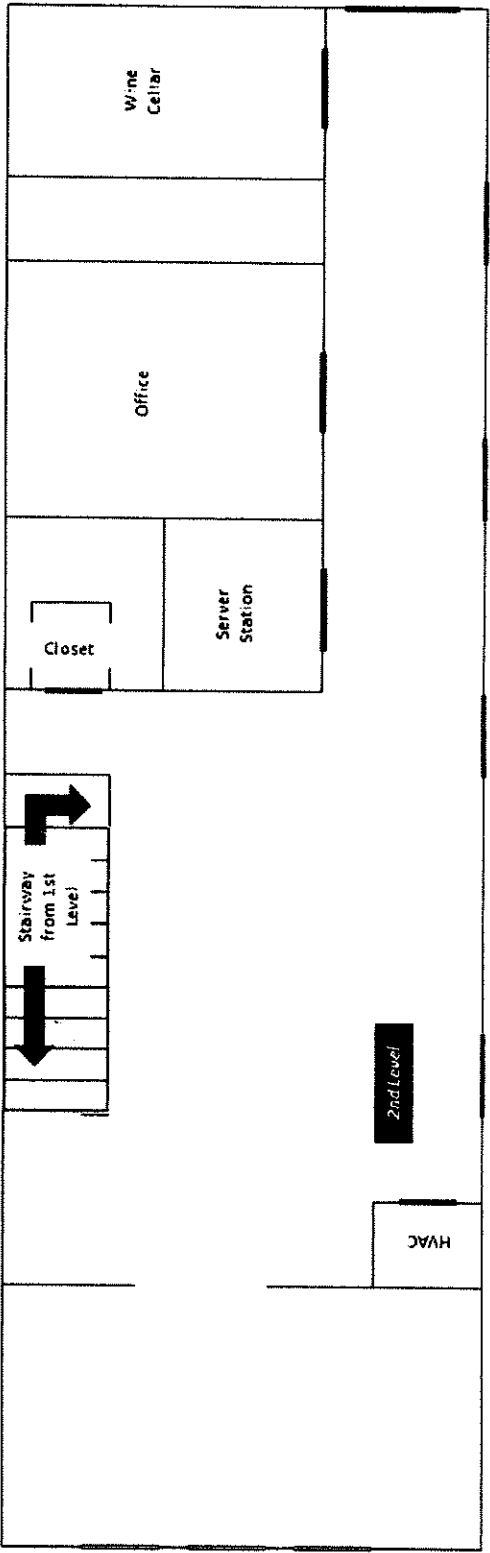 Wine
Cellar
Office
Server
Station
Closet
Stairway
from 1st
Level
2nd Level
HVAC